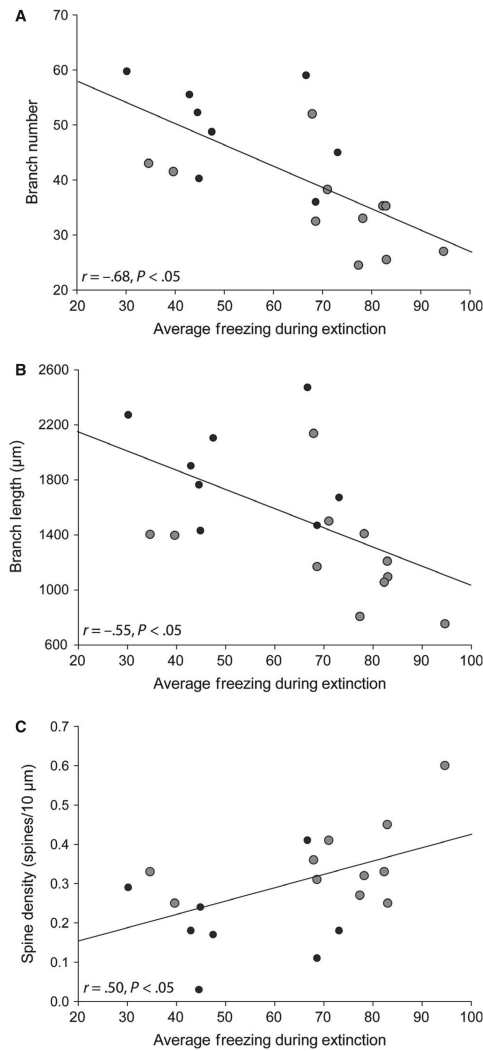 A
70
60
50
40
30
20
Branch number
r = –.68, P < .05
20 30 40 50 60 70 80 90 100
Average freezing during extinction
B
2600
2200
1800
1400
1000
600
Branch length (µm)
r = –.55, P < .05
20 30 40 50 60 70 80 90 100
Average freezing during extinction
C
0.7
0.6
0.5
0.4
0.3
0.2
0.1
0.0
Spine density (spines/10 µm)
r = .50, P < .05
20 30 40 50 60 70 80 90 100
Average freezing during extinction